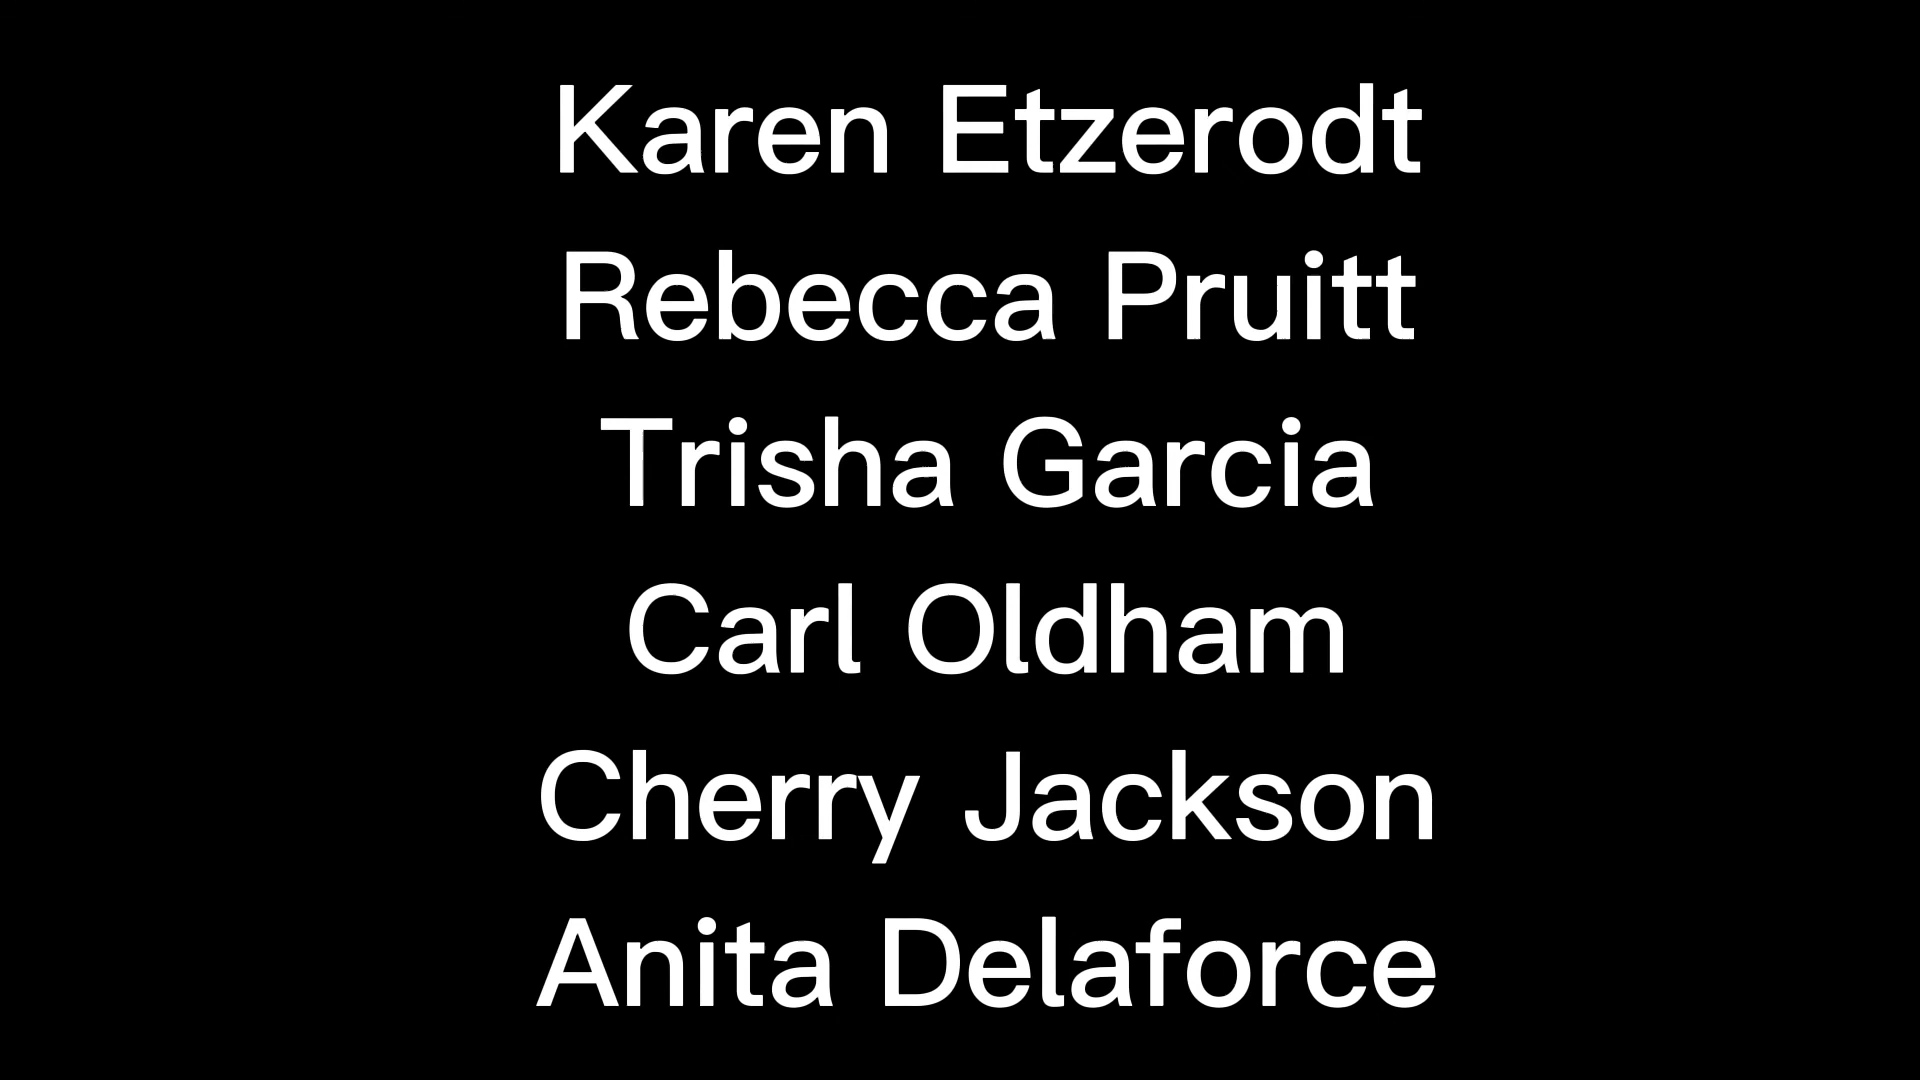 Karen Etzerodt
Rebecca Pruitt
Trisha Garcia
Carl Oldham
Cherry Jackson
Anita Delaforce